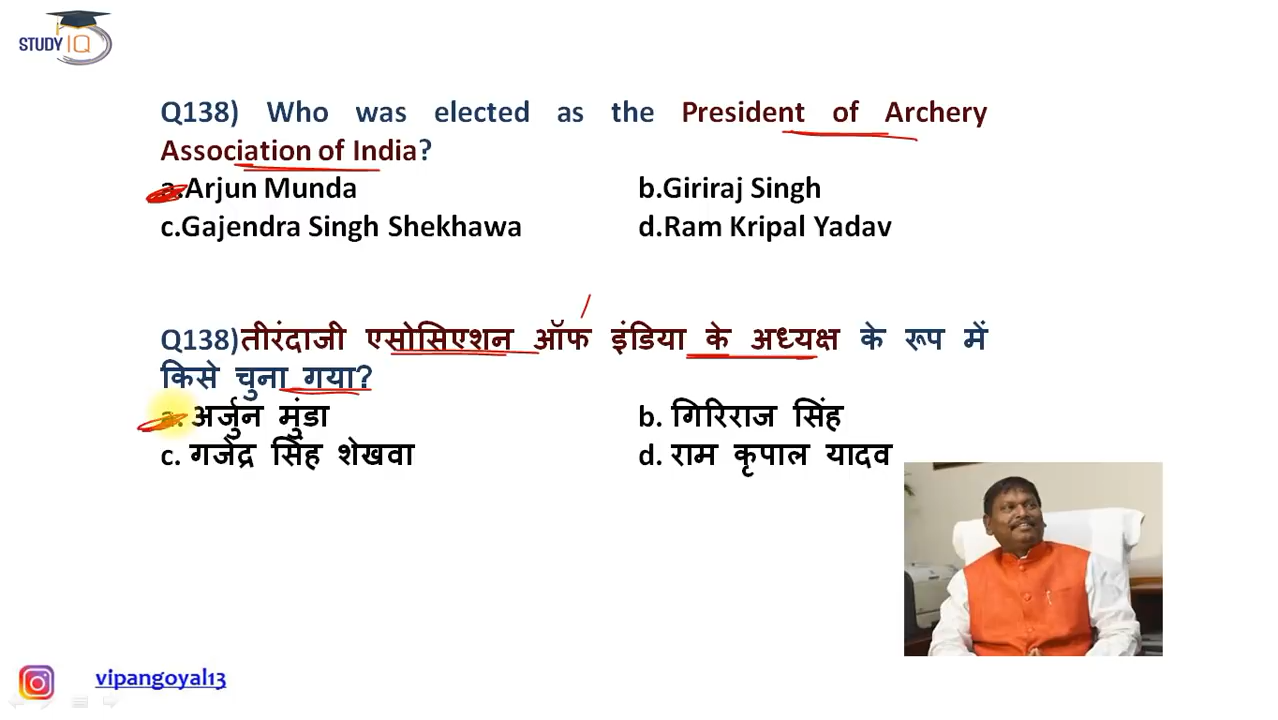 STUDY IQ
Q138) Who was elected as the President of Archery
Association of India?
a.Arjun Munda b.Giriraj Singh
c.Gajendra Singh Shekhawa d.Ram Kripal Yadav
Q138)तीरंदाजी एसोसिएशन ऑफ इंडिया के अध्यक्ष के रूप में
किसे चुना गया?
a. अर्जुन मुंडा b. गिरिराज सिंह
c. गजेंद्र सिंह शेखवा d. राम कृपाल यादव
vipangoyal13